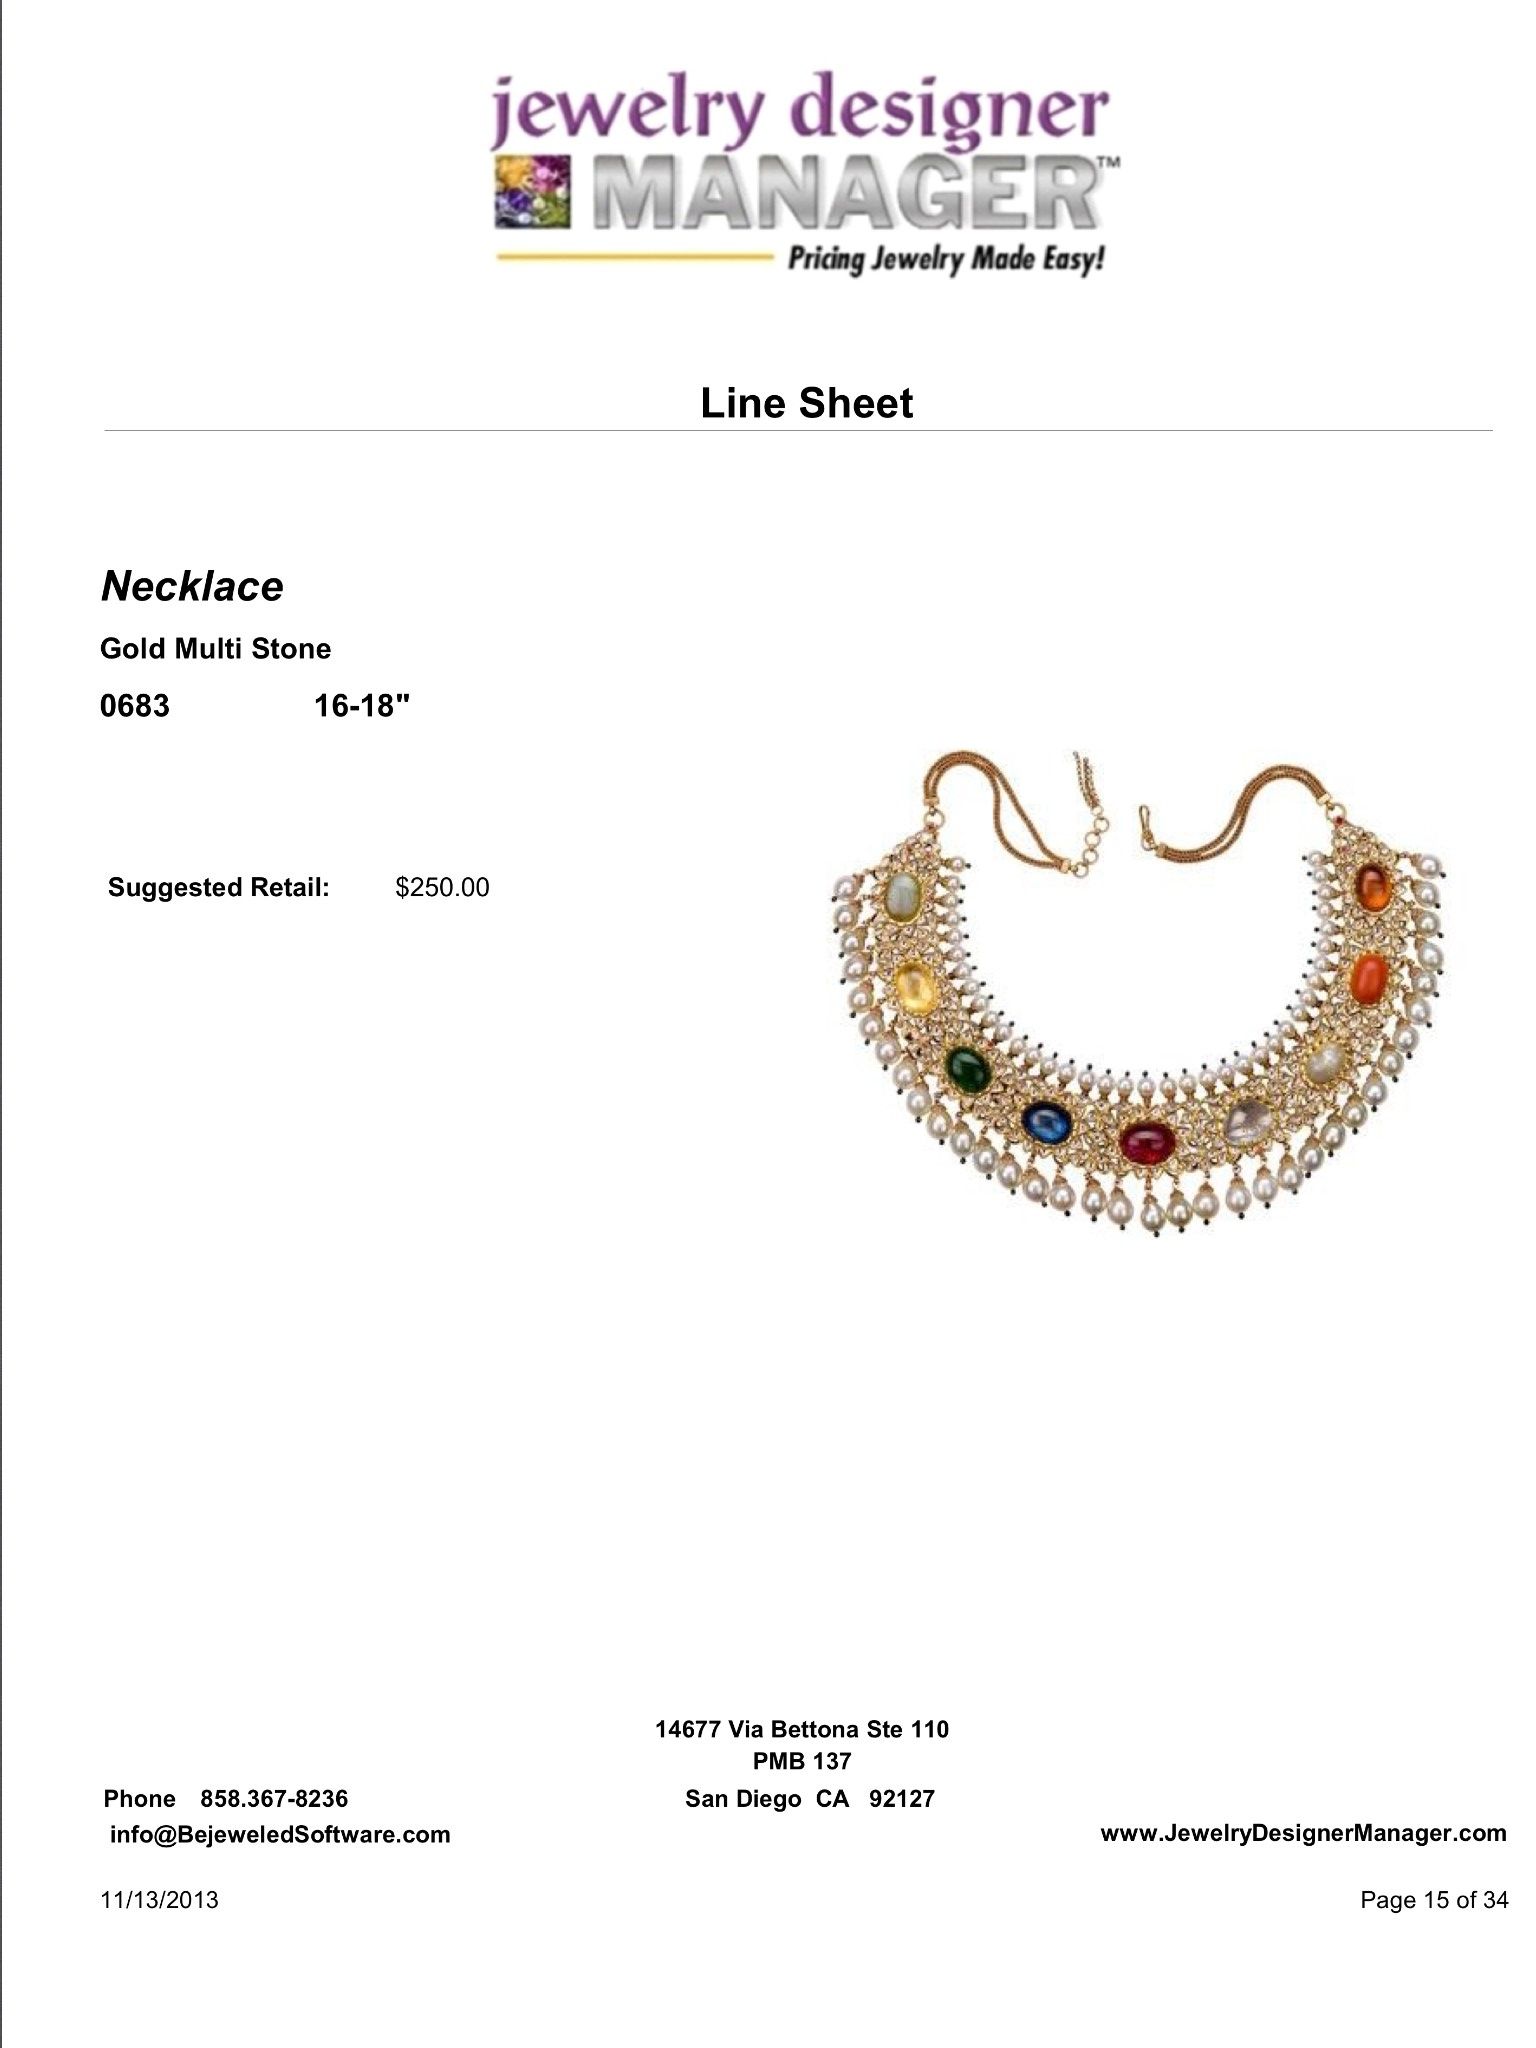 jewelry designer
MANAGER™
Pricing Jewelry Made Easy!
Line Sheet
Necklace
Gold Multi Stone
0683 16-18"
Suggested Retail: $250.00
14677 Via Bettona Ste 110
PMB 137
Phone 858.367-8236 San Diego CA 92127
info@BejeweledSoftware.com www.JewelryDesignerManager.com
11/13/2013 Page 15 of 34